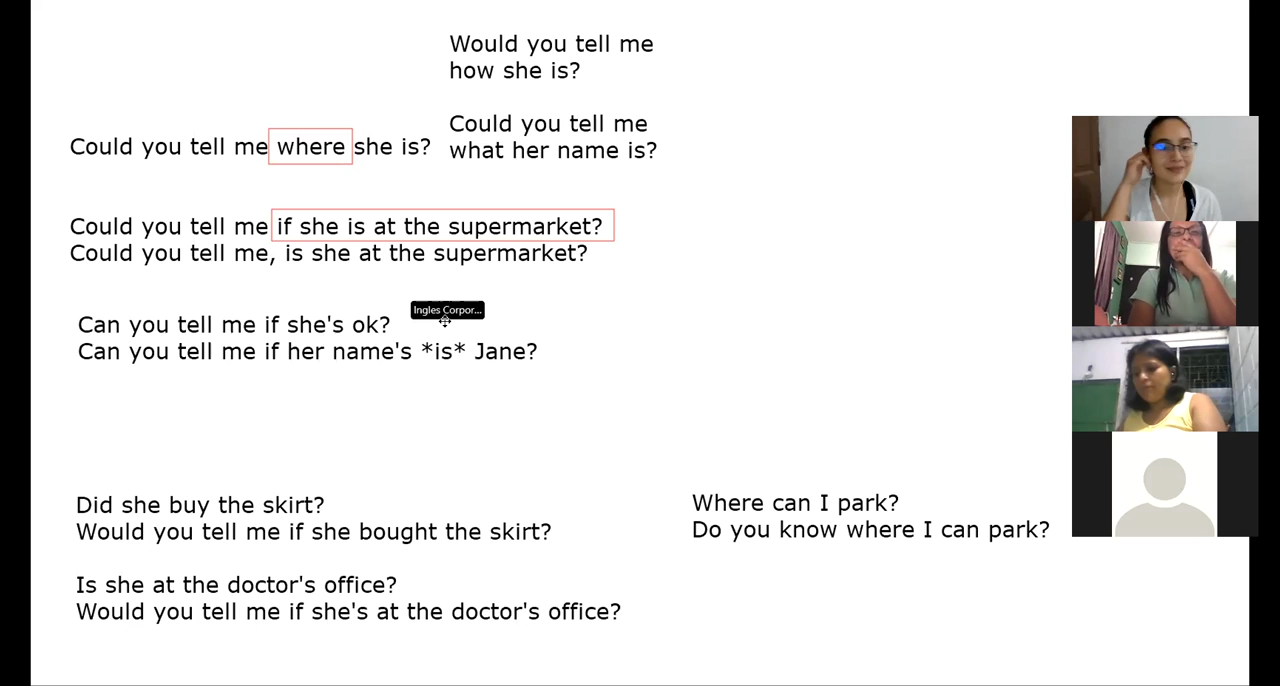 Would you tell me
how she is?
Could you tell me
what her name is?
Could you tell me where she is?
Could you tell me if she is at the supermarket?
Could you tell me, is she at the supermarket?
Ingles Corpor...
Can you tell me if she's ok?
Can you tell me if her name's *is* Jane?
Did she buy the skirt?
Would you tell me if she bought the skirt?
Is she at the doctor's office?
Would you tell me if she's at the doctor's office?
Where can I park?
Do you know where I can park?